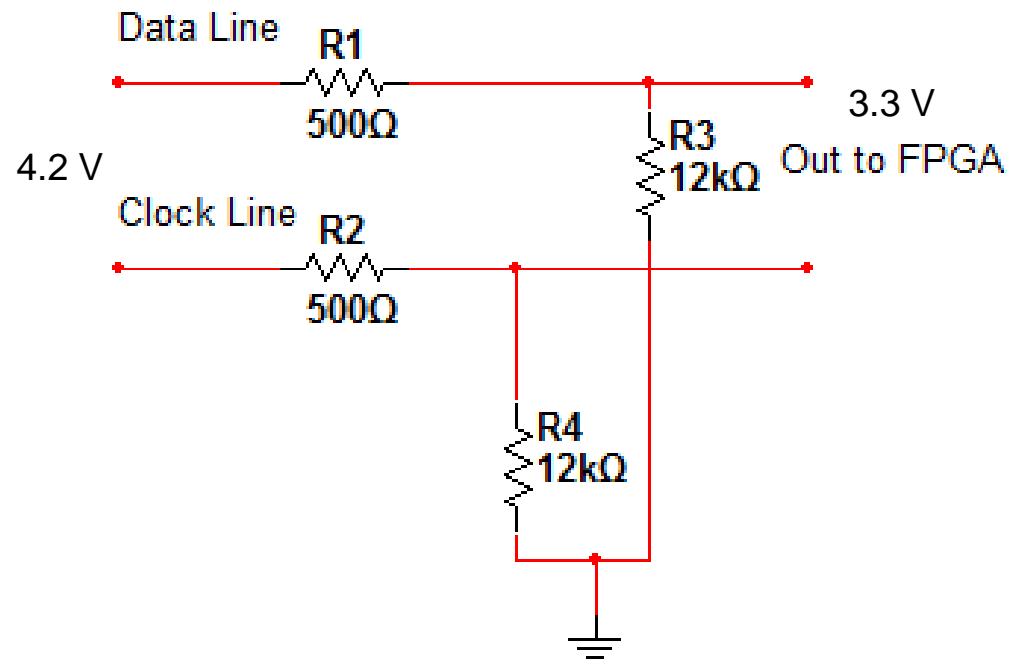 Data Line
R1
500Ω
3.3 V
R3
12kΩ
Out to FPGA
4.2 V
Clock Line
R2
500Ω
R4
12kΩ